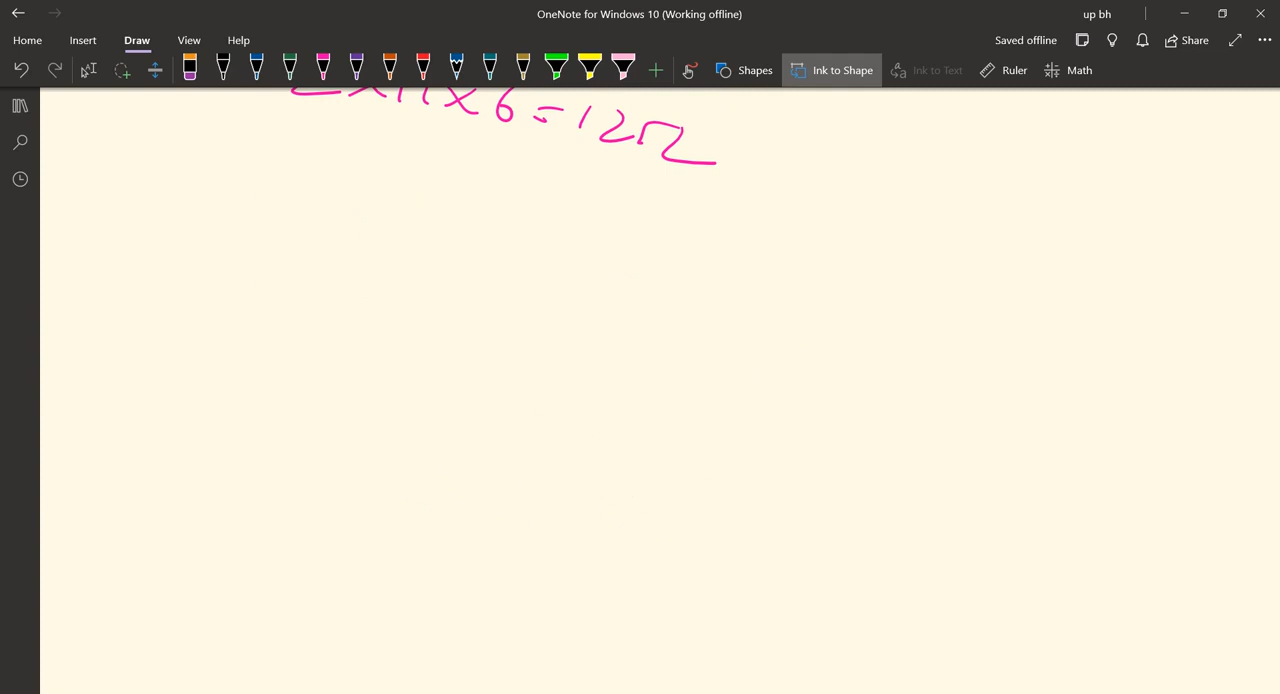 OneNote for Windows 10 (Working offline)
up bh
Home Insert Draw View Help
Saved offline
Share
Shapes
Ink to Shape
Ink to Text
Ruler
Math
x 6 = 12